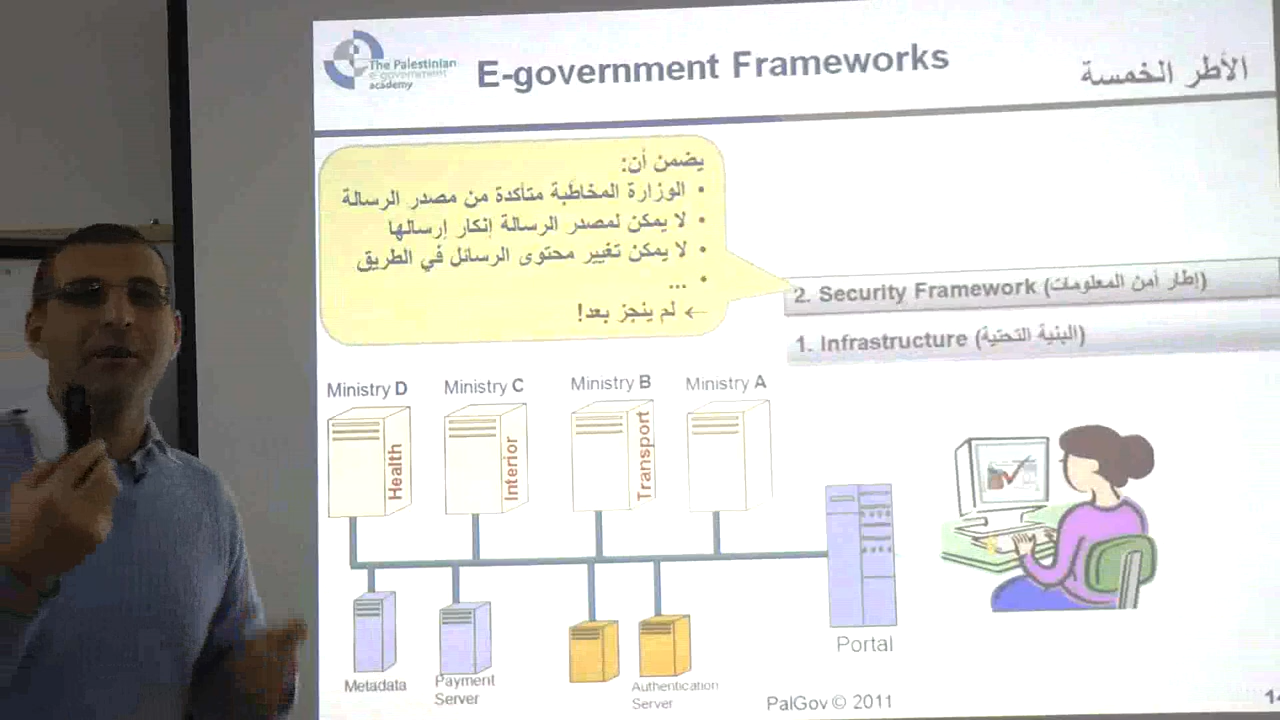 The Palestinian
e-government
academy
E-government Frameworks
الأطر الخمسة
يضمن أن:
• الوزارة المخاطبة متأكدة من مصدر الرسالة
• لا يمكن لمصدر الرسالة إنكار إرسالها
• لا يمكن تغيير محتوى الرسائل في الطريق
• ...
← لم ينجز بعد!
2. Security Framework (إطار أمن المعلومات)
1. Infrastructure (البنية التحتية)
Ministry D
Ministry C
Ministry B
Ministry A
Health
Interior
Transport
Portal
Metadata
Payment
Server
Authentication
Server
PalGov © 2011